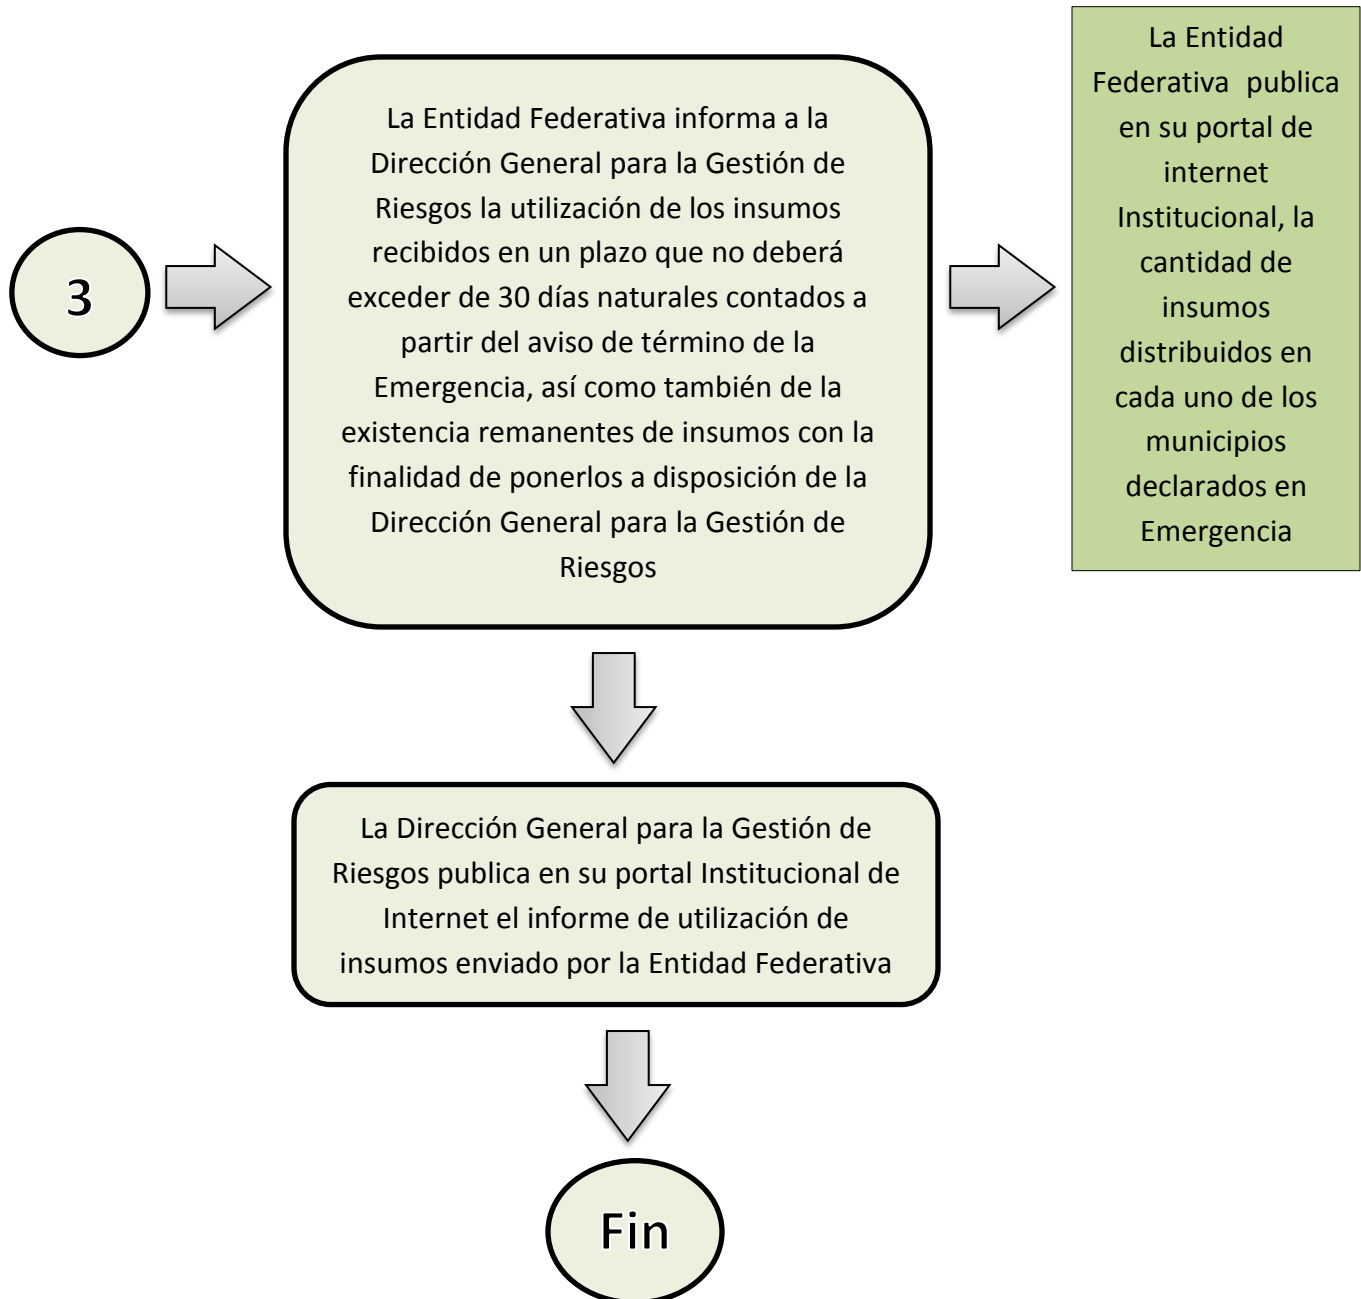 3
La Entidad Federativa informa a la
Dirección General para la Gestión de
Riesgos la utilización de los insumos
recibidos en un plazo que no deberá
exceder de 30 días naturales contados a
partir del aviso de término de la
Emergencia, así como también de la
existencia remanentes de insumos con la
finalidad de ponerlos a disposición de la
Dirección General para la Gestión de
Riesgos
La Entidad
Federativa publica
en su portal de
internet
Institucional, la
cantidad de
insumos
distribuidos en
cada uno de los
municipios
declarados en
Emergencia
La Dirección General para la Gestión de
Riesgos publica en su portal Institucional de
Internet el informe de utilización de
insumos enviado por la Entidad Federativa
Fin